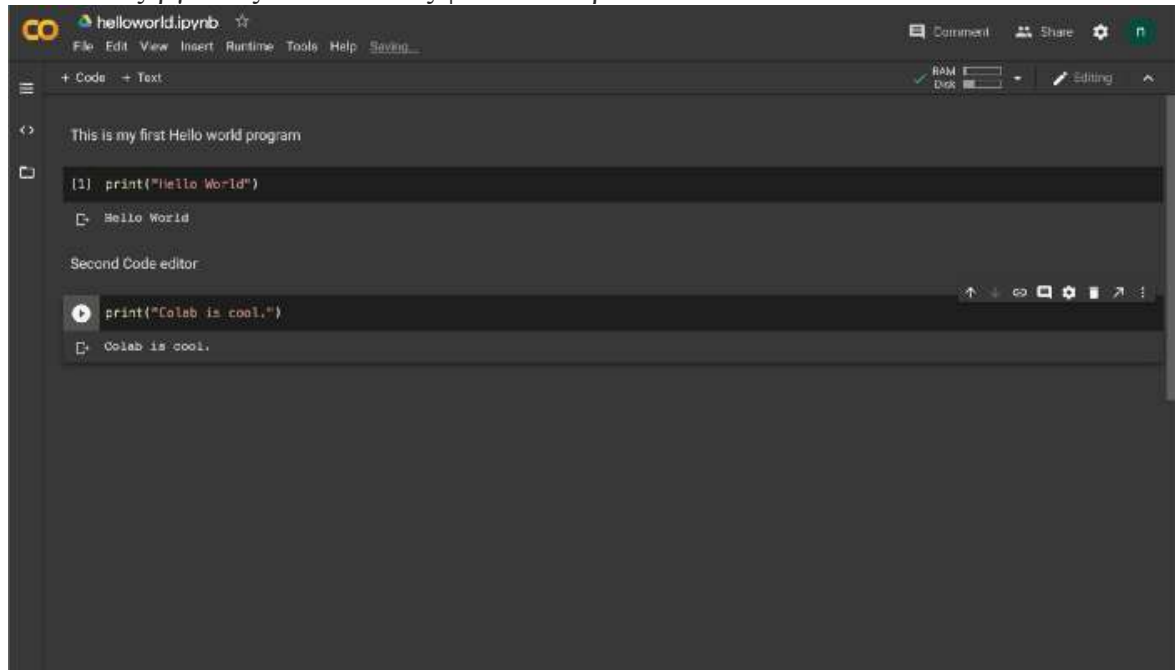 CO helloworld.ipynb
File Edit View Insert Runtime Tools Help Saving...
Comment Share n
+ Code + Text
RAM
Disk
Editing
This is my first Hello world program
[1] print("Hello World")
Hello World
Second Code editor
print("Colab is cool.")
Colab is cool.